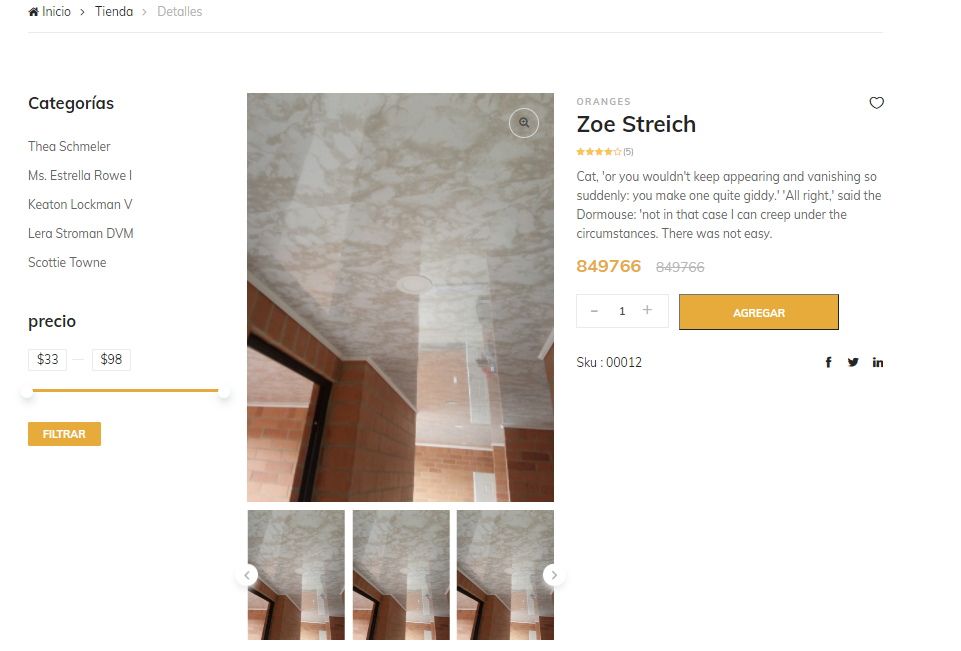 Inicio > Tienda > Detalles
Categorías
Thea Schmeler
Ms. Estrella Rowe I
Keaton Lockman V
Lera Stroman DVM
Scottie Towne
precio
$33 — $98
FILTRAR
ORANGES
Zoe Streich
(5)
Cat, 'or you wouldn't keep appearing and vanishing so
suddenly: you make one quite giddy.' 'All right,' said the
Dormouse: 'not in that case I can creep under the
circumstances. There was not easy.
849766 849766
- 1 + AGREGAR
Sku : 00012